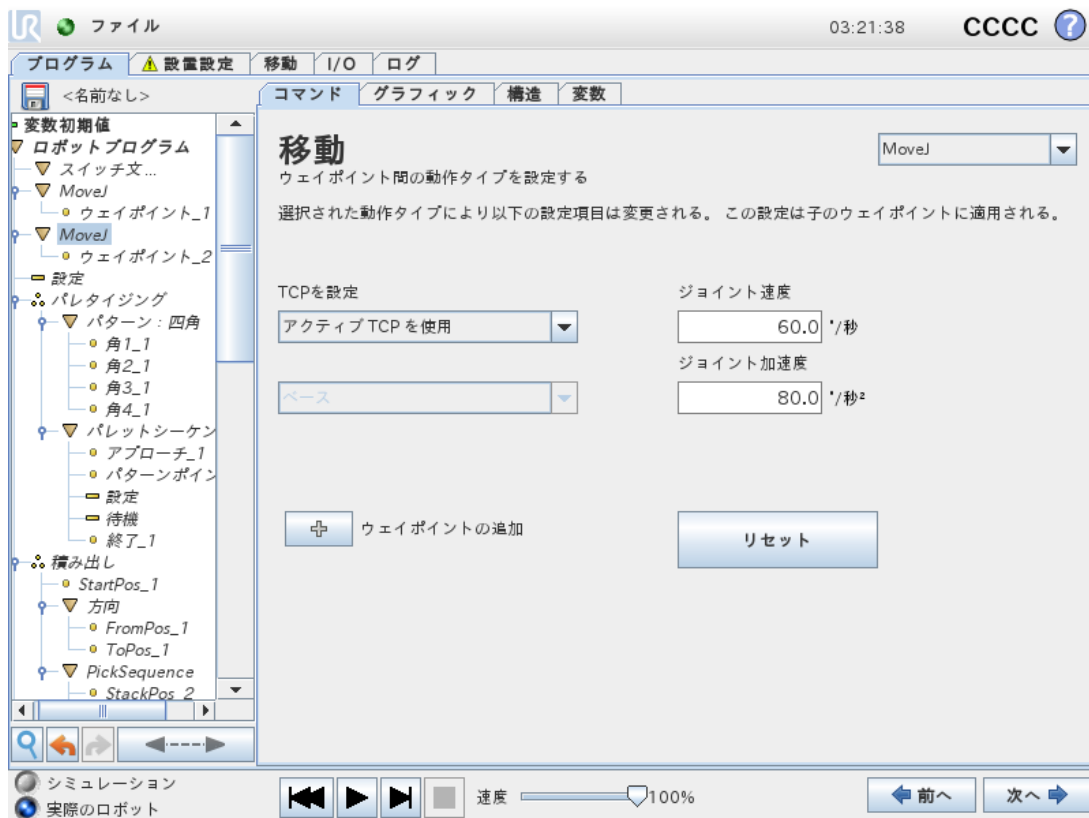 UR ファイル 03:21:38 CCCC ?
プログラム 設置設定 移動 I/O ログ
<名前なし> コマンド グラフィック 構造 変数
変数初期値
ロボットプログラム
スイッチ文...
MoveJ
ウェイポイント_1
MoveJ
ウェイポイント_2
設定
パレタイジング
パターン : 四角
角1_1
角2_1
角3_1
角4_1
パレットシーケン
アプローチ_1
パターンポイン
設定
待機
終了_1
積み出し
StartPos_1
方向
FromPos_1
ToPos_1
PickSequence
StackPos_2
移動
MoveJ
ウェイポイント間の動作タイプを設定する
選択された動作タイプにより以下の設定項目は変更される。 この設定は子のウェイポイントに適用される。
TCPを設定
アクティブ TCP を使用
ベース
ジョイント速度
60.0 °/秒
ジョイント加速度
80.0 °/秒²
ウェイポイントの追加
リセット
シミュレーション
実際のロボット
速度 100%
前へ 次へ